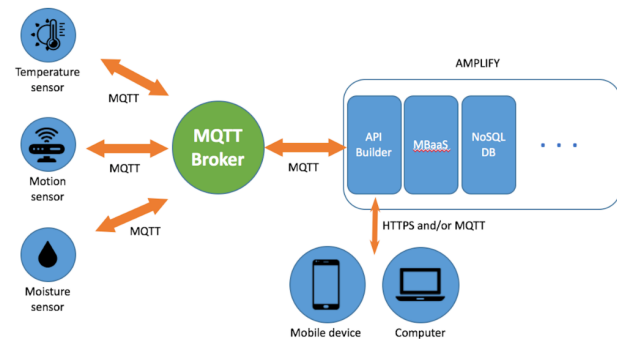 Temperature
sensor
MQTT
Motion
sensor
MQTT
Moisture
sensor
MQTT
MQTT
Broker
MQTT
AMPLIFY
API
Builder
MBaaS
NoSQL
DB
. . .
HTTPS and/or MQTT
Mobile device
Computer